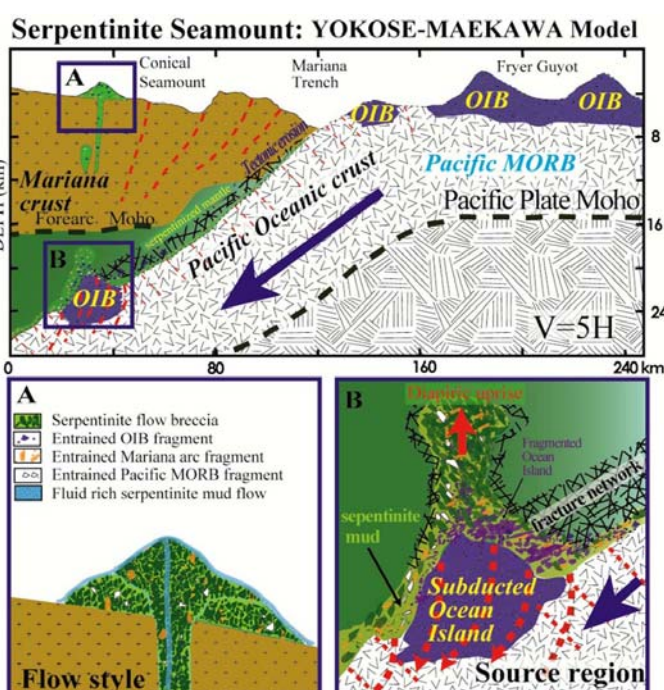 Serpentinite Seamount: YOKOSE-MAEKAWA Model
A
Conical
Seamount
Mariana
Trench
Fryer Guyot
OIB
OIB
OIB
8
Tectonic erosion
Pacific MORB
Mariana
crust
Pacific Oceanic crust
Pacific Plate Moho
Forearc Moho
serpentinized mantle
16
B
OIB
24
V=5H
0
80
160
240 km
A
Serpentinite flow breccia
Entrained OIB fragment
Entrained Mariana arc fragment
Entrained Pacific MORB fragment
Fluid rich serpentinite mud flow
Flow style
B
Diapiric uprise
Fragmented
Ocean
Island
fracture network
sepentinite
mud
Subducted
Ocean
Island
Source region